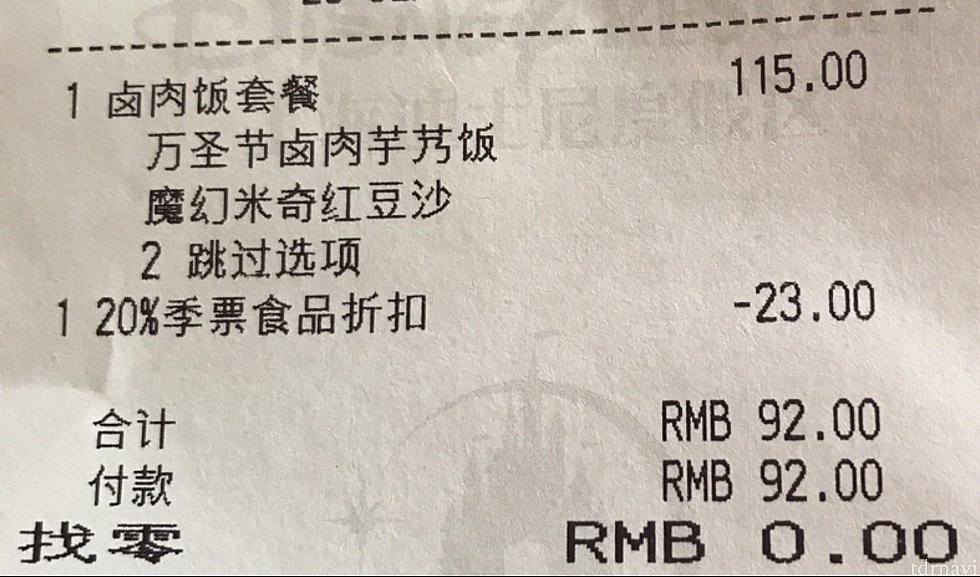 1 卤肉饭套餐 115.00
万圣节卤肉芋艿饭
魔幻米奇红豆沙
2 跳过选项
1 20%季票食品折扣 -23.00
合计 RMB 92.00
付款 RMB 92.00
找零 RMB 0.00
tdrnavi